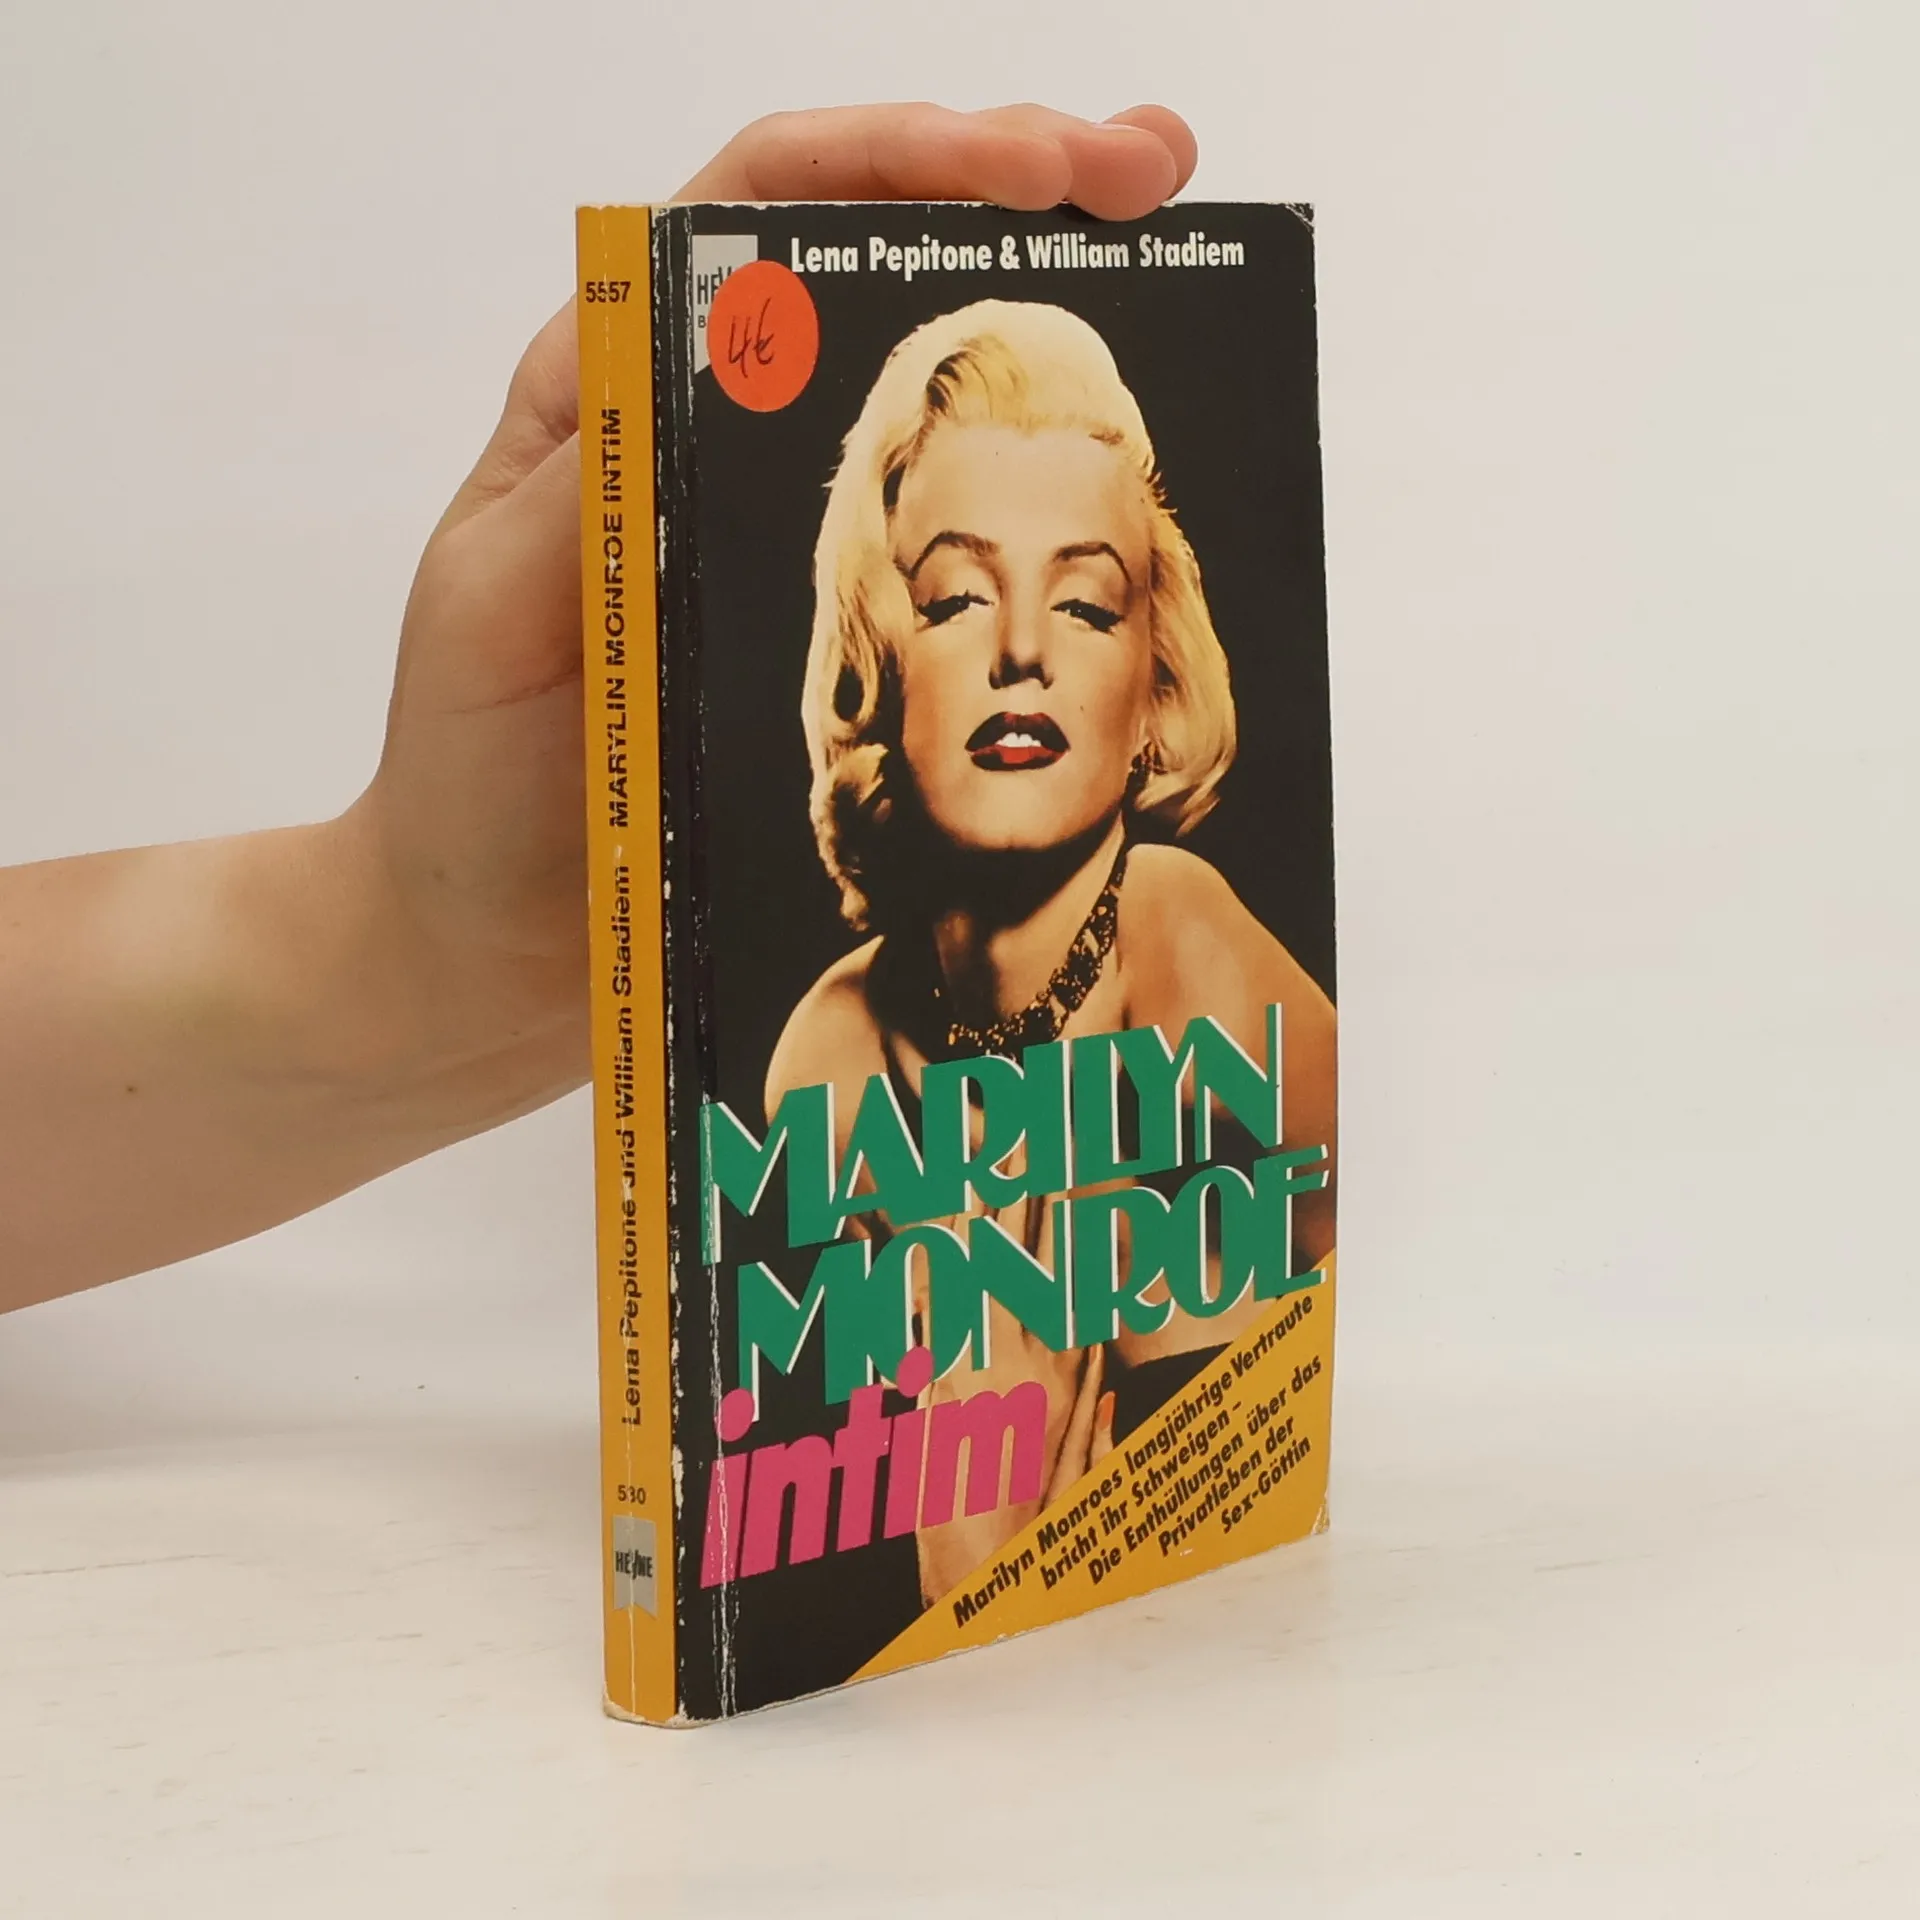 Lena Pepitone & William Stadiem
4€
MARILYN
MONROE
intim
Marilyn Monroes langjährige Vertraute
bricht ihr Schweigen –
Die Enthüllungen über das
Privatleben der
Sex-Göttin
5557
Lena Pepitone und William Stadiem – MARYLIN MONROE INTIM
HEYNE